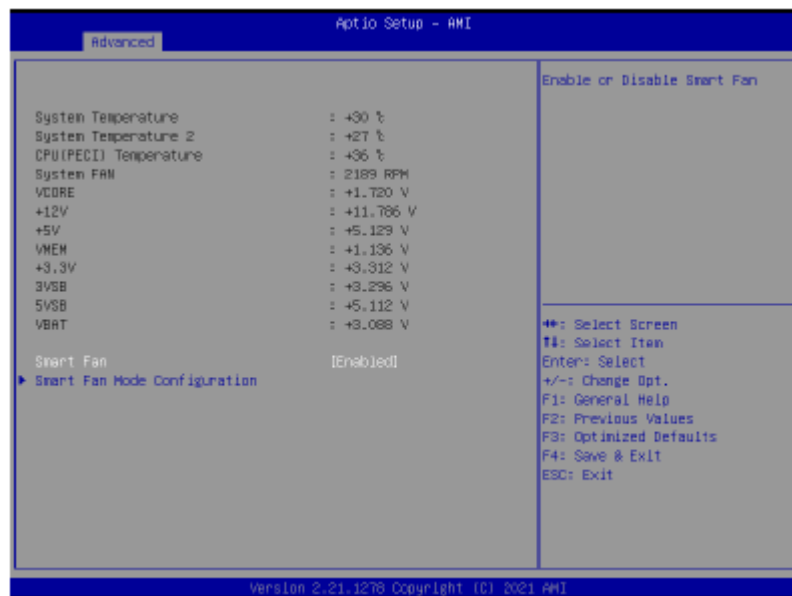 Aptio Setup - AMI
Advanced
System Temperature : +30 ℃
System Temperature 2 : +27 ℃
CPU(PECI) Temperature : +36 ℃
System FAN : 2189 RPM
VCORE : +1.720 V
+12V : +11.786 V
+5V : +5.129 V
VMEM : +1.136 V
+3.3V : +3.312 V
3VSB : +3.296 V
5VSB : +5.112 V
VBAT : +3.088 V
Smart Fan [Enabled]
Smart Fan Mode Configuration
Enable or Disable Smart Fan
→←: Select Screen
↑↓: Select Item
Enter: Select
+/-: Change Opt.
F1: General Help
F2: Previous Values
F3: Optimized Defaults
F4: Save & Exit
ESC: Exit
Version 2.21.1278 Copyright (C) 2021 AMI